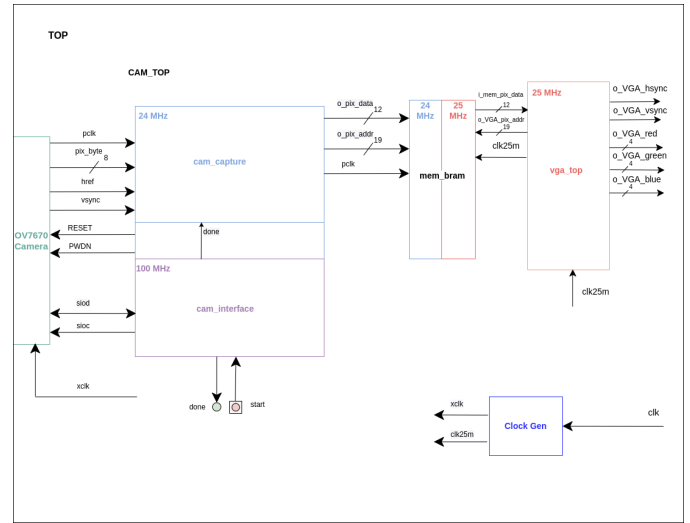 TOP
CAM_TOP
24 MHz
cam_capture
pclk
pix_byte
8
href
vsync
RESET
PWDN
OV7670
Camera
siod
sioc
xclk
done
100 MHz
cam_interface
done
start
o_pix_data
12
o_pix_addr
19
pclk
24
MHz
25
MHz
mem_bram
i_mem_pix_data
12
o_VGA_pix_addr
19
clk25m
25 MHz
vga_top
o_VGA_hsync
o_VGA_vsync
o_VGA_red
4
o_VGA_green
4
o_VGA_blue
4
clk25m
xclk
clk25m
Clock Gen
clk